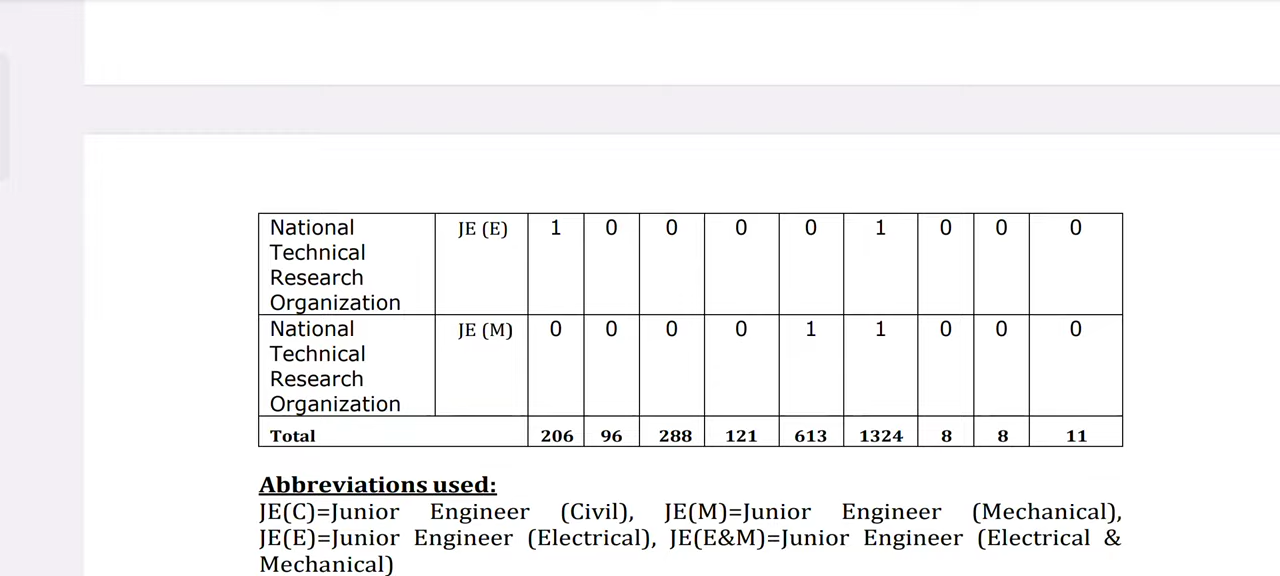 National JE (E) 1 0 0 0 0 1 0 0 0
Technical
Research
Organization
National JE (M) 0 0 0 0 1 1 0 0 0
Technical
Research
Organization
Total 206 96 288 121 613 1324 8 8 11
Abbreviations used:
JE(C)=Junior Engineer (Civil), JE(M)=Junior Engineer (Mechanical),
JE(E)=Junior Engineer (Electrical), JE(E&M)=Junior Engineer (Electrical &
Mechanical)